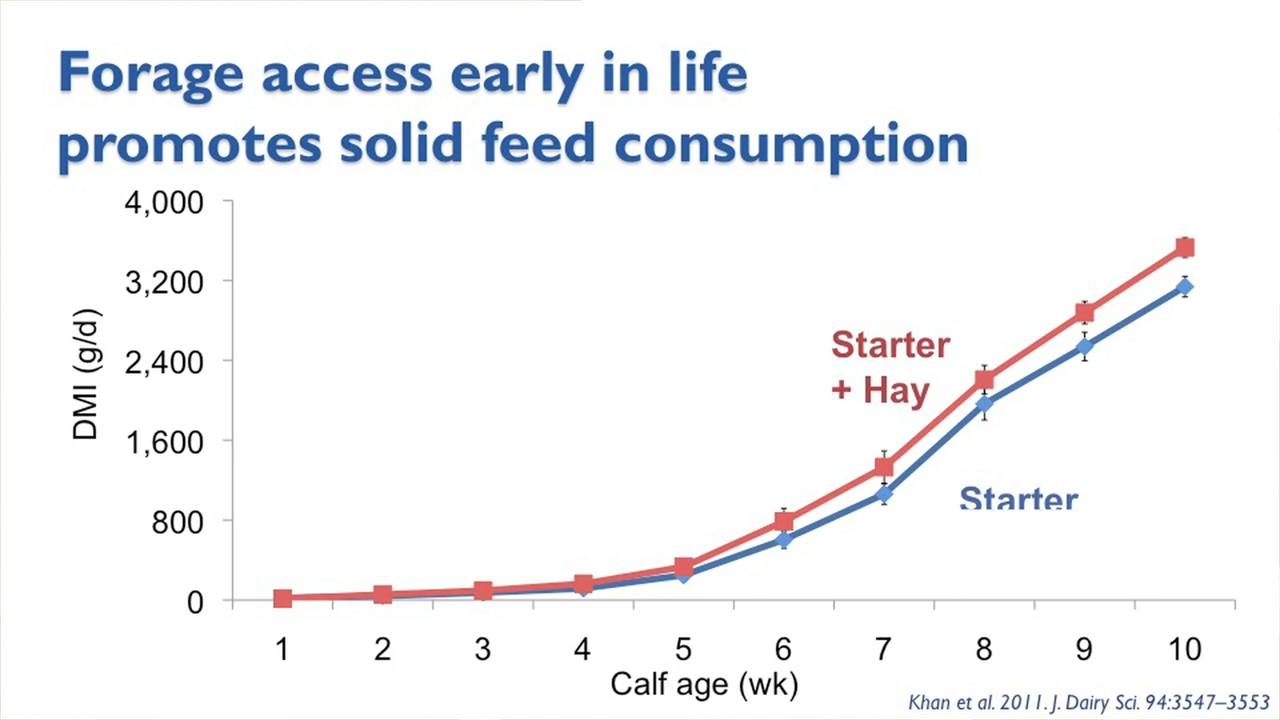 Forage access early in life
promotes solid feed consumption
4,000
3,200
2,400
1,600
800
0
DMI (g/d)
Starter
+ Hay
Starter
1 2 3 4 5 6 7 8 9 10
Calf age (wk)
Khan et al. 2011. J. Dairy Sci. 94:3547–3553